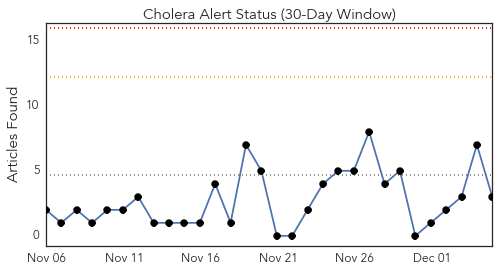 Cholera Alert Status (30-Day Window)
15
10
5
0
Articles Found
Nov 06
Nov 11
Nov 16
Nov 21
Nov 26
Dec 01